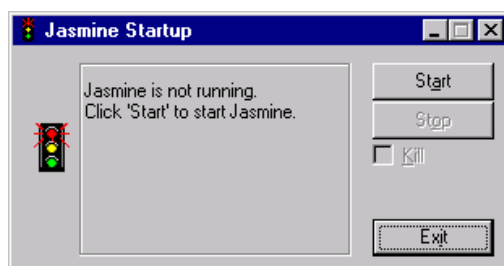 Jasmine Startup
Jasmine is not running.
Click 'Start' to start Jasmine.
Start
Stop
Kill
Exit